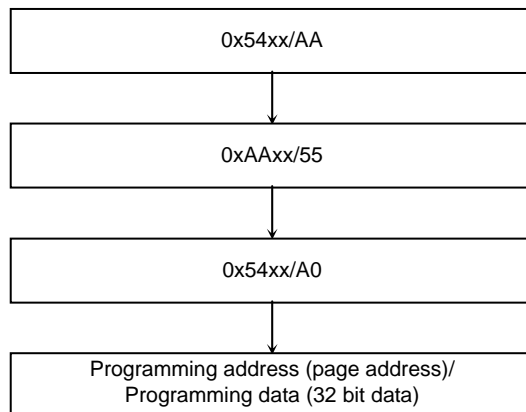 0x54xx/AA
0xAAxx/55
0x54xx/A0
Programming address (page address)/
Programming data (32 bit data)